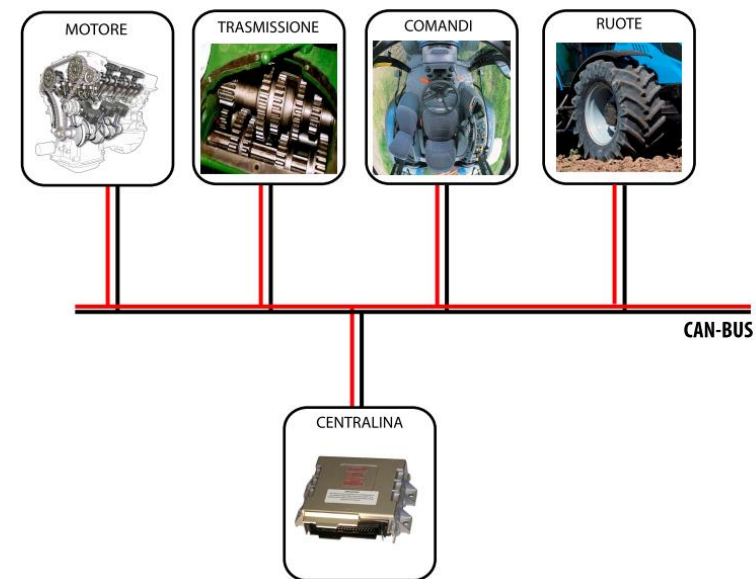 MOTORE
TRASMISSIONE
COMANDI
RUOTE
CAN-BUS
CENTRALINA